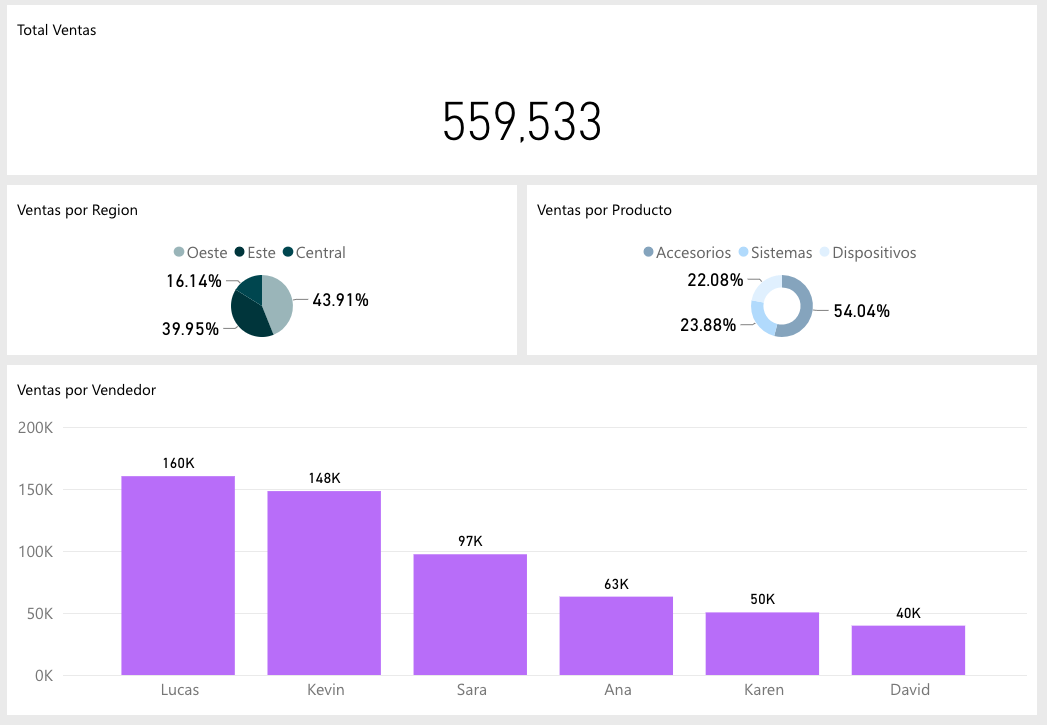 Total Ventas
559,533
Ventas por Region
Oeste Este Central
16.14%
43.91%
39.95%
Ventas por Producto
Accesorios Sistemas Dispositivos
22.08%
54.04%
23.88%
Ventas por Vendedor
200K
150K
100K
50K
0K
160K
148K
97K
63K
50K
40K
Lucas Kevin Sara Ana Karen David